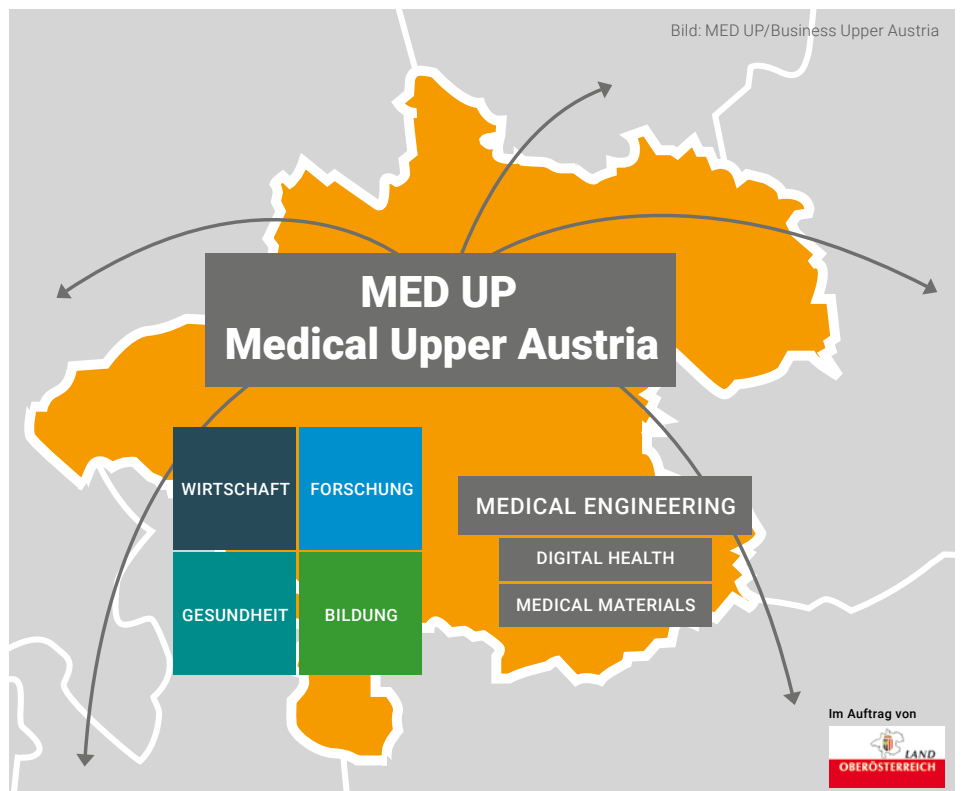 Bild: MED UP/Business Upper Austria
MED UP
Medical Upper Austria
WIRTSCHAFT
FORSCHUNG
GESUNDHEIT
BILDUNG
MEDICAL ENGINEERING
DIGITAL HEALTH
MEDICAL MATERIALS
Im Auftrag von
LAND
OBERÖSTERREICH